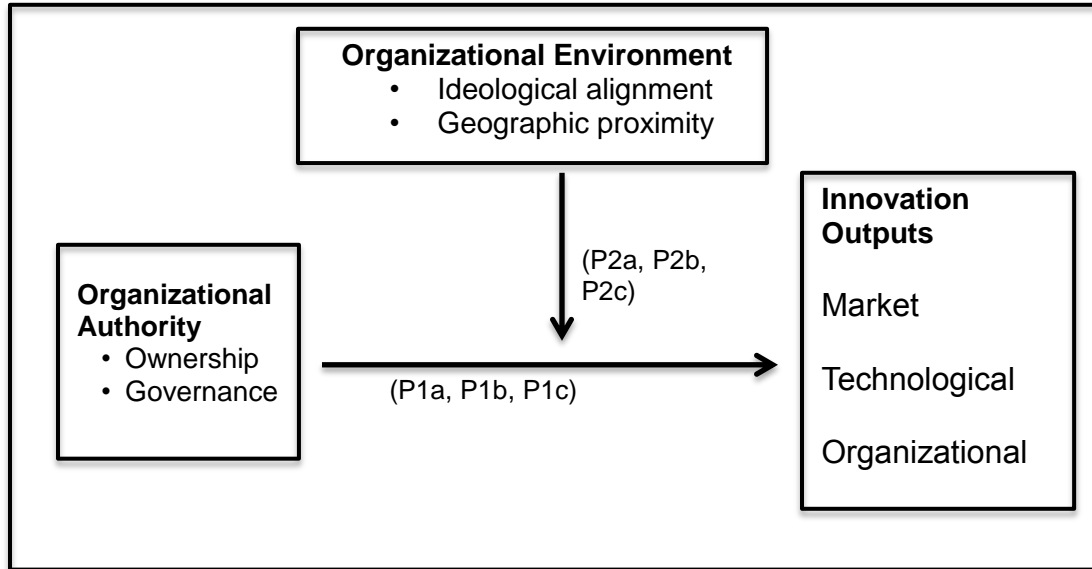 Organizational Environment
• Ideological alignment
• Geographic proximity
(P2a, P2b,
P2c)
Organizational
Authority
• Ownership
• Governance
(P1a, P1b, P1c)
Innovation
Outputs
Market
Technological
Organizational